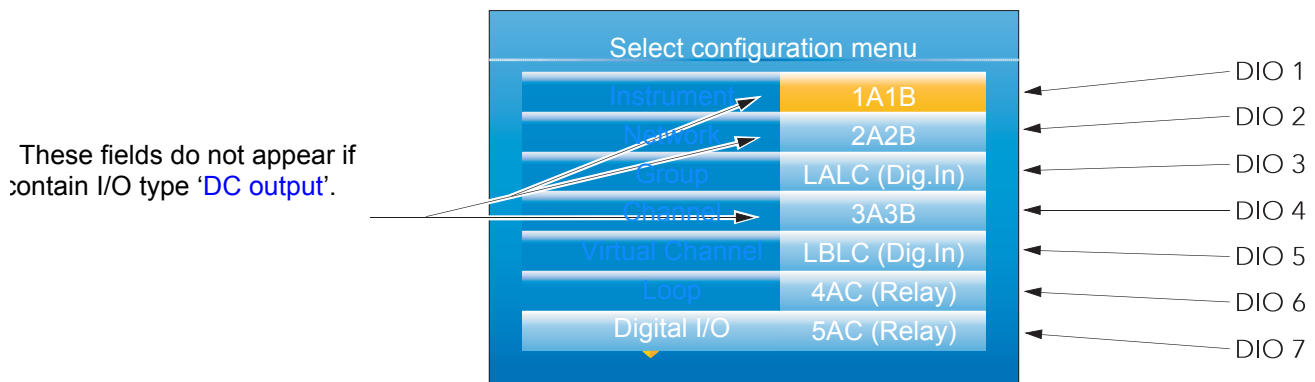 Select configuration menu
Instrument 1A1B
Network 2A2B
Group LALC (Dig.In)
Channel 3A3B
Virtual Channel LBLC (Dig.In)
Loop 4AC (Relay)
Digital I/O 5AC (Relay)
These fields do not appear if
contain I/O type ‘DC output’.
DIO 1
DIO 2
DIO 3
DIO 4
DIO 5
DIO 6
DIO 7